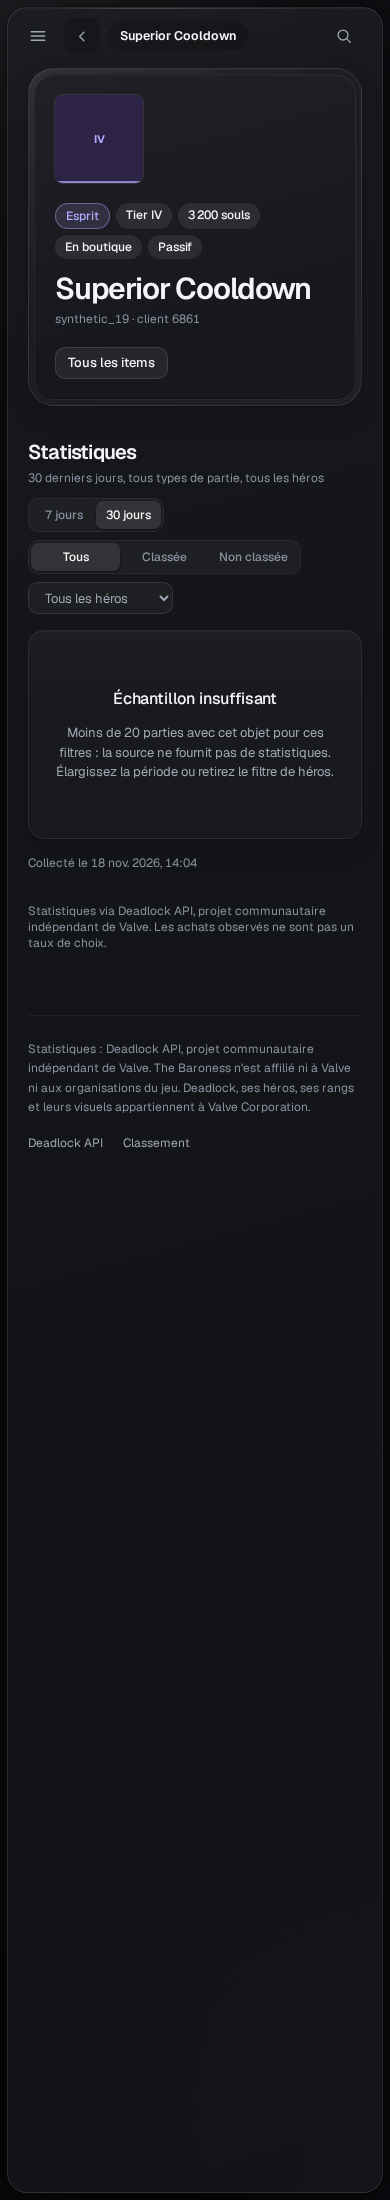 Superior Cooldown
IV
Esprit
Tier IV
3 200 souls
En boutique
Passif
Superior Cooldown
synthetic_19 · client 6861
Tous les items
Statistiques
30 derniers jours, tous types de partie, tous les héros
7 jours
30 jours
Tous
Classée
Non classée
Tous les héros
Échantillon insuffisant
Moins de 20 parties avec cet objet pour ces
filtres : la source ne fournit pas de statistiques.
Élargissez la période ou retirez le filtre de héros.
Collecté le 18 nov. 2026, 14:04
Statistiques via Deadlock API, projet communautaire
indépendant de Valve. Les achats observés ne sont pas un
taux de choix.
Statistiques : Deadlock API, projet communautaire
indépendant de Valve. The Baroness n'est affilié ni à Valve
ni aux organisations du jeu. Deadlock, ses héros, ses rangs
et leurs visuels appartiennent à Valve Corporation.
Deadlock API
Classement